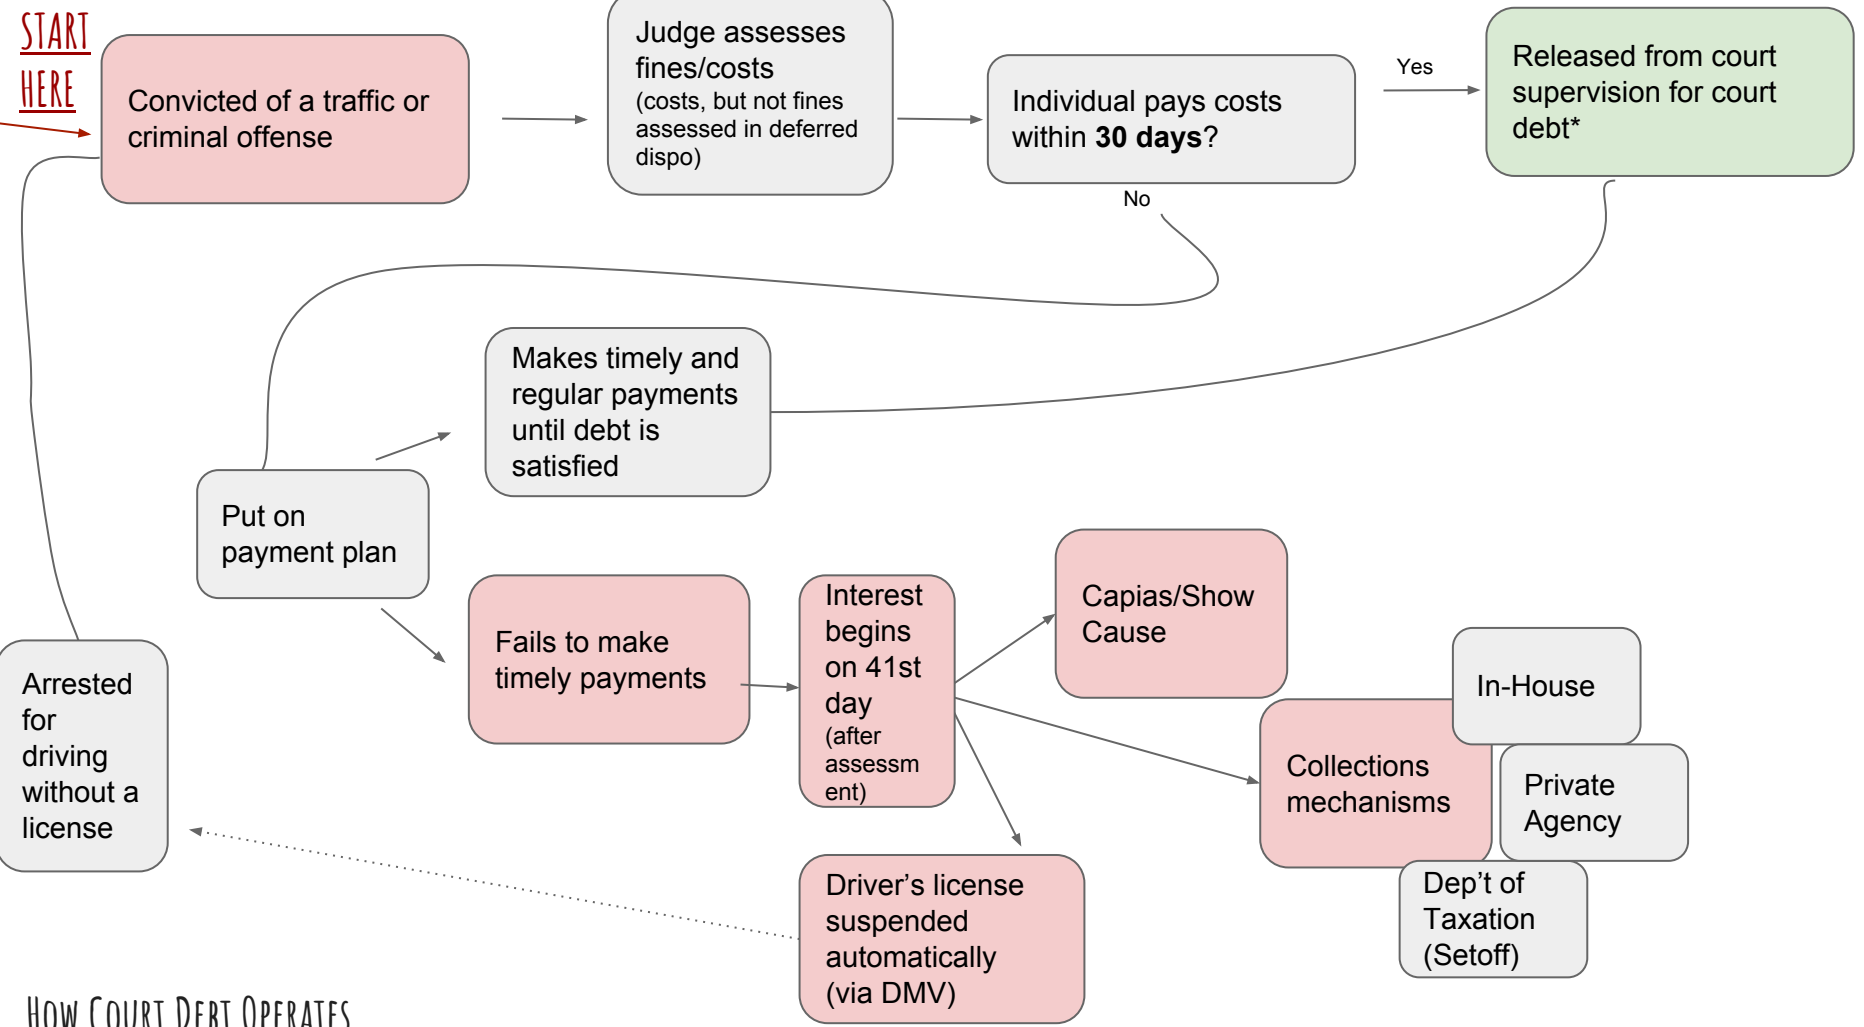 START
HERE
Convicted of a traffic or
criminal offense
Judge assesses
fines/costs
(costs, but not fines
assessed in deferred
dispo)
Individual pays costs
within 30 days?
Yes
Released from court
supervision for court
debt*
No
Makes timely and
regular payments
until debt is
satisfied
Put on
payment plan
Fails to make
timely payments
Interest
begins
on 41st
day
(after
assessm
ent)
Capias/Show
Cause
Collections
mechanisms
In-House
Private
Agency
Dep't of
Taxation
(Setoff)
Driver's license
suspended
automatically
(via DMV)
Arrested
for
driving
without a
license
HOW COURT DEBT OPERATES